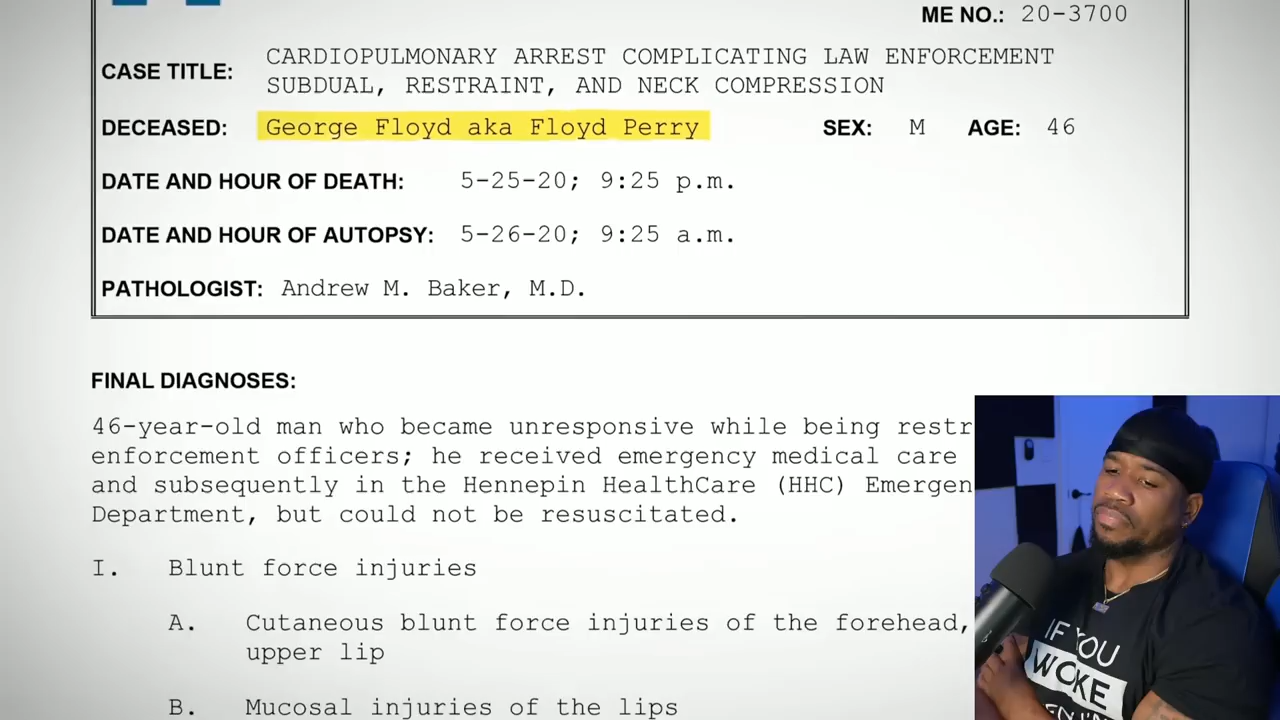 ME NO.: 20-3700
CASE TITLE: CARDIOPULMONARY ARREST COMPLICATING LAW ENFORCEMENT
SUBDUAL, RESTRAINT, AND NECK COMPRESSION
DECEASED: George Floyd aka Floyd Perry SEX: M AGE: 46
DATE AND HOUR OF DEATH: 5-25-20; 9:25 p.m.
DATE AND HOUR OF AUTOPSY: 5-26-20; 9:25 a.m.
PATHOLOGIST: Andrew M. Baker, M.D.
FINAL DIAGNOSES:
46-year-old man who became unresponsive while being restr
enforcement officers; he received emergency medical care
and subsequently in the Hennepin HealthCare (HHC) Emergen
Department, but could not be resuscitated.
I. Blunt force injuries
A. Cutaneous blunt force injuries of the forehead,
upper lip
B. Mucosal injuries of the lips
IF YOU
WOKE